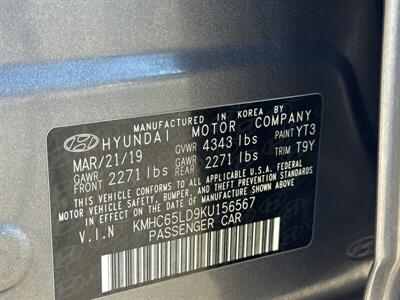 MANUFACTURED IN KOREA BY
HYUNDAI MOTOR COMPANY
MAR/21/19 GVWR 4343 lbs PAINT YT3
GAWR FRONT 2271 lbs GAWR REAR 2271 lbs TRIM T9Y
THIS VEHICLE CONFORMS TO ALL APPLICABLE U.S.A. FEDERAL
MOTOR VEHICLE SAFETY, BUMPER, AND THEFT PREVENTION STANDARDS
IN EFFECT ON THE DATE OF MANUFACTURE SHOWN ABOVE.
V.I.N KMHC65LD9KU156567
PASSENGER CAR